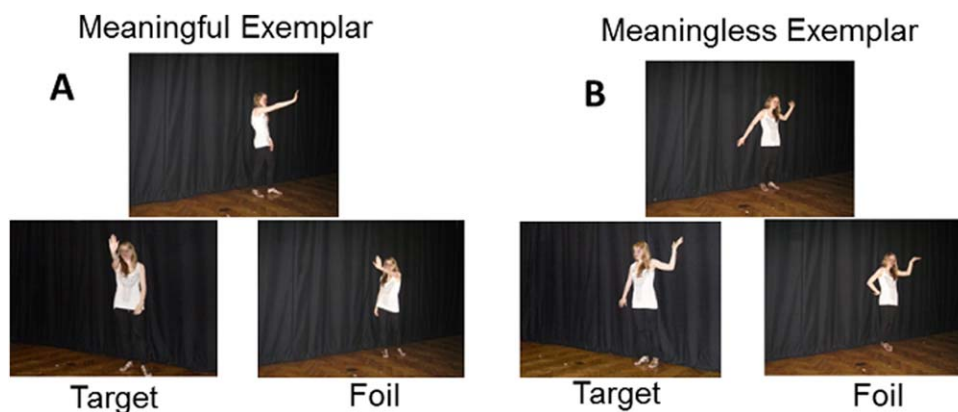 Meaningful Exemplar
Meaningless Exemplar
A
B
Target
Foil
Target
Foil